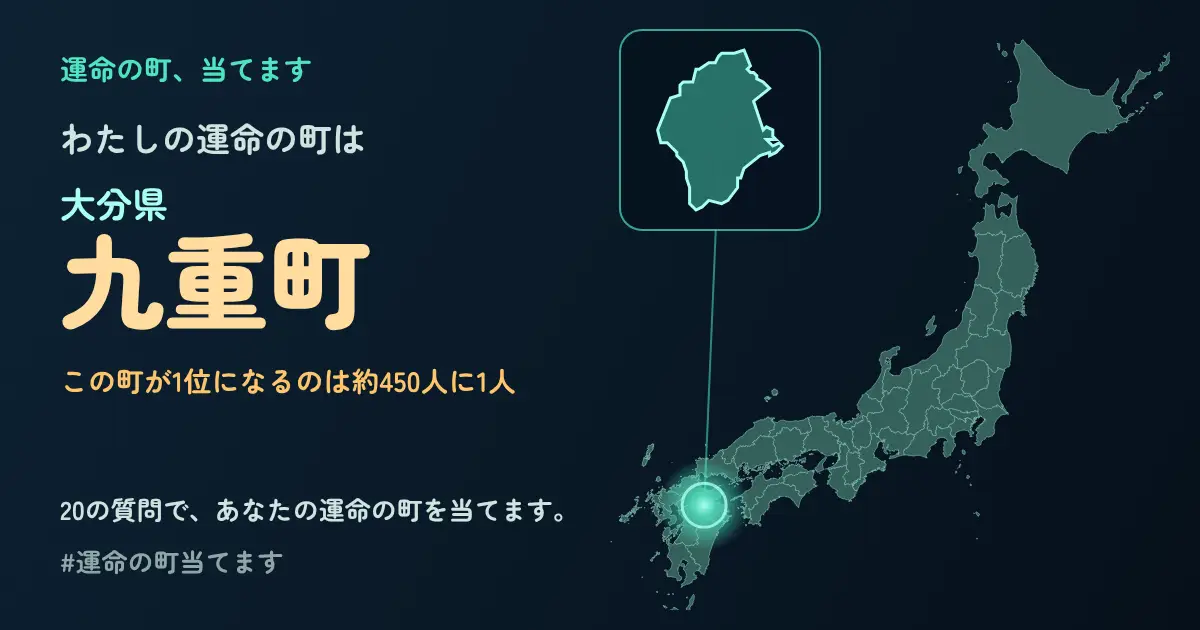 運命の町、当てます
わたしの運命の町は
大分県
九重町
この町が1位になるのは約450人に1人
20の質問で、あなたの運命の町を当てます。
#運命の町当てます